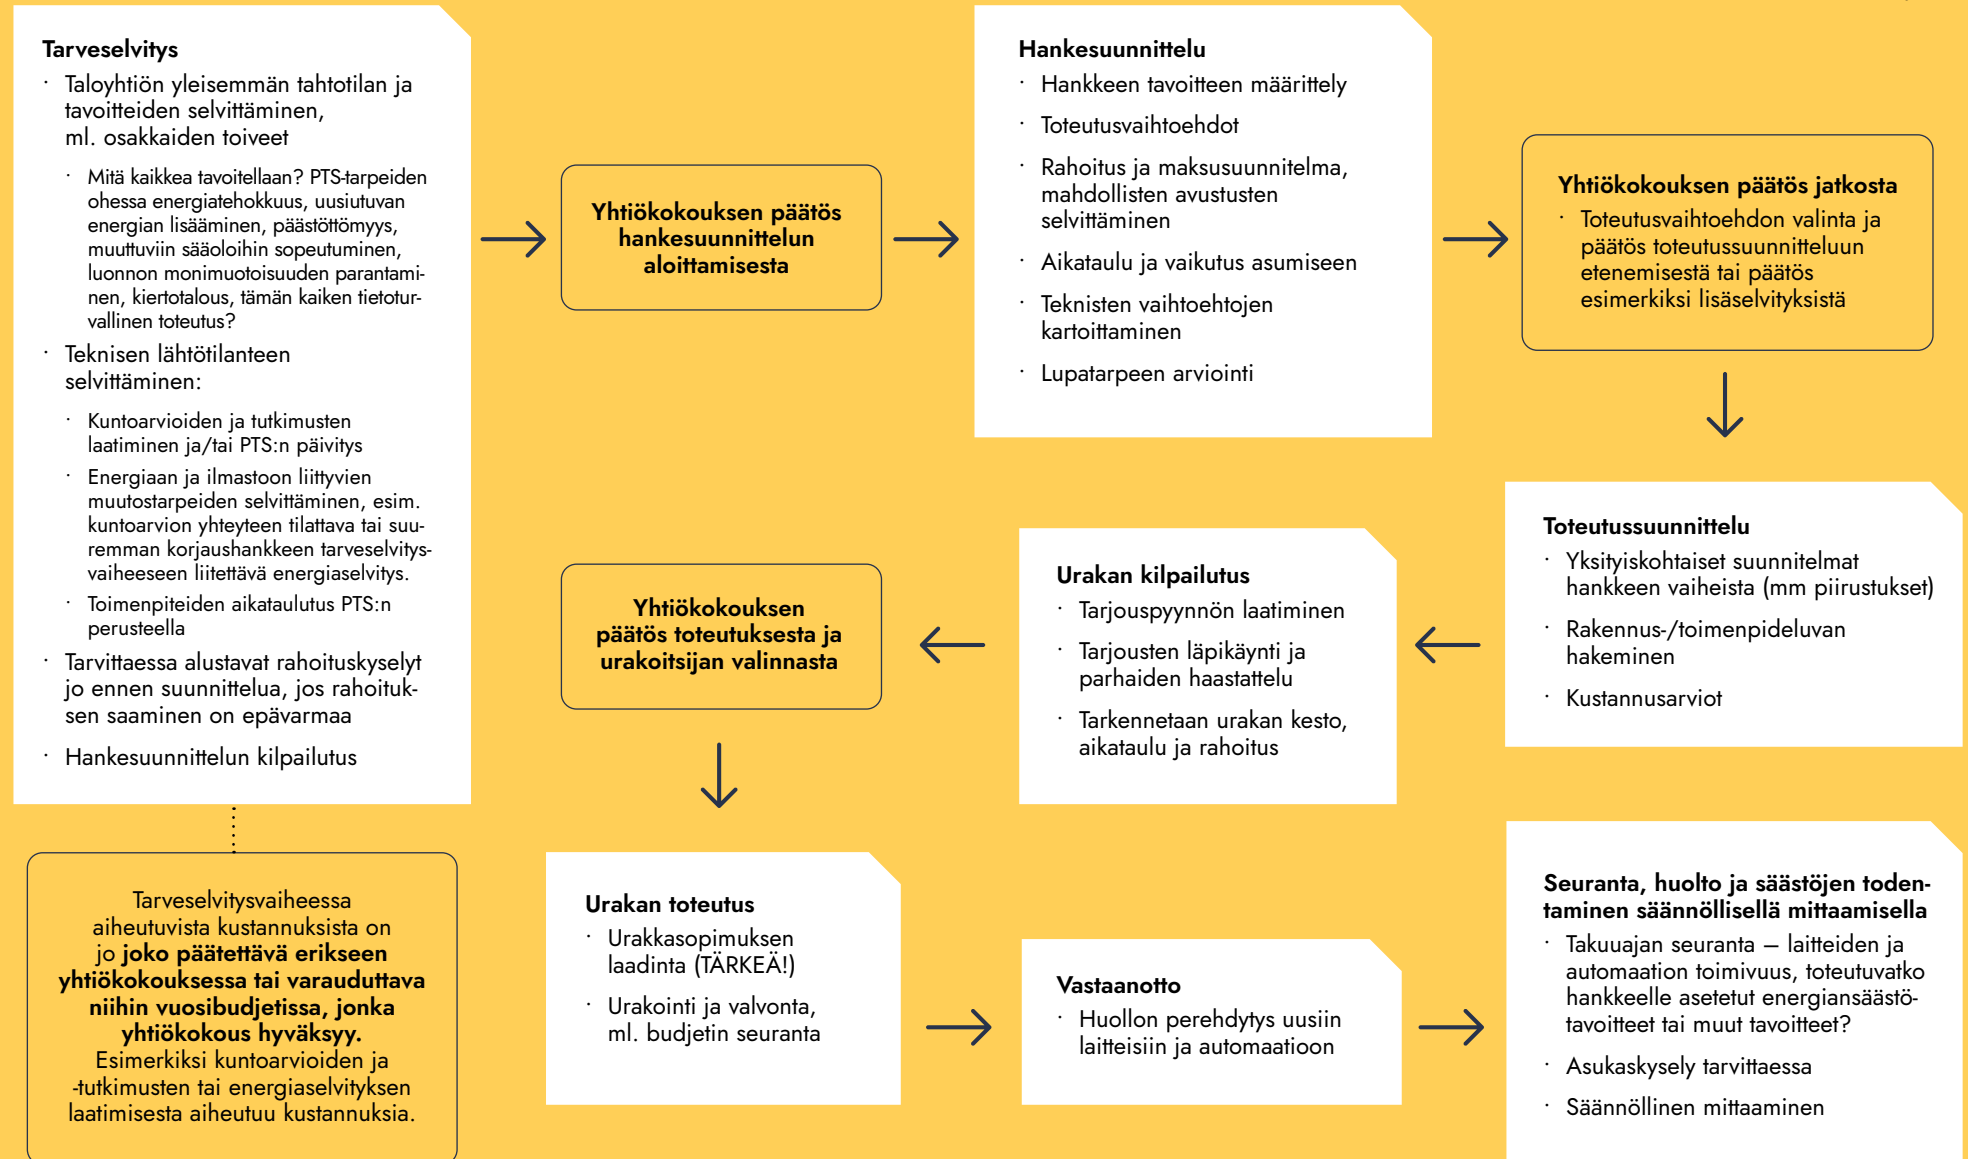 Tarveselvitys
· Taloyhtiön yleisemmän tahtotilan ja
tavoitteiden selvittäminen,
ml. osakkaiden toiveet
· Mitä kaikkea tavoitellaan? PTS-tarpeiden
ohessa energiatehokkuus, uusiutuvan
energian lisääminen, päästöttömyys,
muuttuviin sääoloihin sopeutuminen,
luonnon monimuotoisuuden parantami-
nen, kiertotalous, tämän kaiken tietotur-
vallinen toteutus?
· Teknisen lähtötilanteen
selvittäminen:
· Kuntoarvioiden ja tutkimusten
laatiminen ja/tai PTS:n päivitys
· Energiaan ja ilmastoon liittyvien
muutostarpeiden selvittäminen, esim.
kuntoarvion yhteyteen tilattava tai suu-
remman korjaushankkeen tarveselvitys-
vaiheeseen liitettävä energiaselvitys.
· Toimenpiteiden aikataulutus PTS:n
perusteella
· Tarvittaessa alustavat rahoituskyselyt
jo ennen suunnittelua, jos rahoituk-
sen saaminen on epävarmaa
· Hankesuunnittelun kilpailutus
Tarveselvitysvaiheessa
aiheutuvista kustannuksista on
jo joko päätettävä erikseen
yhtiökokouksessa tai varauduttava
niihin vuosibudjetissa, jonka
yhtiökokous hyväksyy.
Esimerkiksi kuntoarvioiden ja
-tutkimusten tai energiaselvityksen
laatimisesta aiheutuu kustannuksia.
Yhtiökokouksen päätös
hankesuunnittelun
aloittamisesta
Hankesuunnittelu
· Hankkeen tavoitteen määrittely
· Toteutusvaihtoehdot
· Rahoitus ja maksusuunnitelma,
mahdollisten avustusten
selvittäminen
· Aikataulu ja vaikutus asumiseen
· Teknisten vaihtoehtojen
kartoittaminen
· Lupatarpeen arviointi
Yhtiökokouksen päätös jatkosta
· Toteutusvaihtoehdon valinta ja
päätös toteutussuunnitteluun
etenemisestä tai päätös
esimerkiksi lisäselvityksistä
Toteutussuunnittelu
· Yksityiskohtaiset suunnitelmat
hankkeen vaiheista (mm piirustukset)
· Rakennus-/toimenpideluvan
hakeminen
· Kustannusarviot
Urakan kilpailutus
· Tarjouspyynnön laatiminen
· Tarjousten läpikäynti ja
parhaiden haastattelu
· Tarkennetaan urakan kesto,
aikataulu ja rahoitus
Yhtiökokouksen
päätös toteutuksesta ja
urakoitsijan valinnasta
Urakan toteutus
· Urakkasopimuksen
laadinta (TÄRKEÄ!)
· Urakointi ja valvonta,
ml. budjetin seuranta
Vastaanotto
· Huollon perehdytys uusiin
laitteisiin ja automaatioon
Seuranta, huolto ja säästöjen toden-
taminen säännöllisellä mittaamisella
· Takuuajan seuranta – laitteiden ja
automaation toimivuus, toteutuvatko
hankkeelle asetetut energiansäästö-
tavoitteet tai muut tavoitteet?
· Asukaskysely tarvittaessa
· Säännöllinen mittaaminen